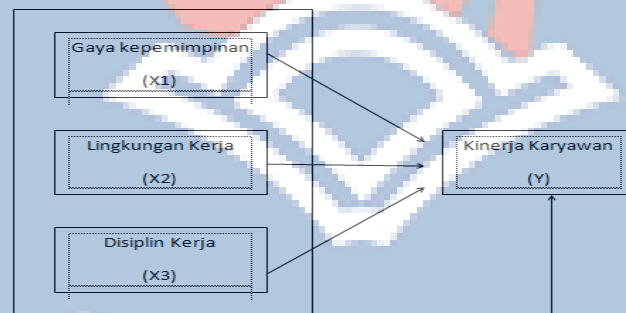 Gaya kepemimpinan
(X1)
Lingkungan Kerja
(X2)
Kinerja Karyawan
(Y)
Disiplin Kerja
(X3)